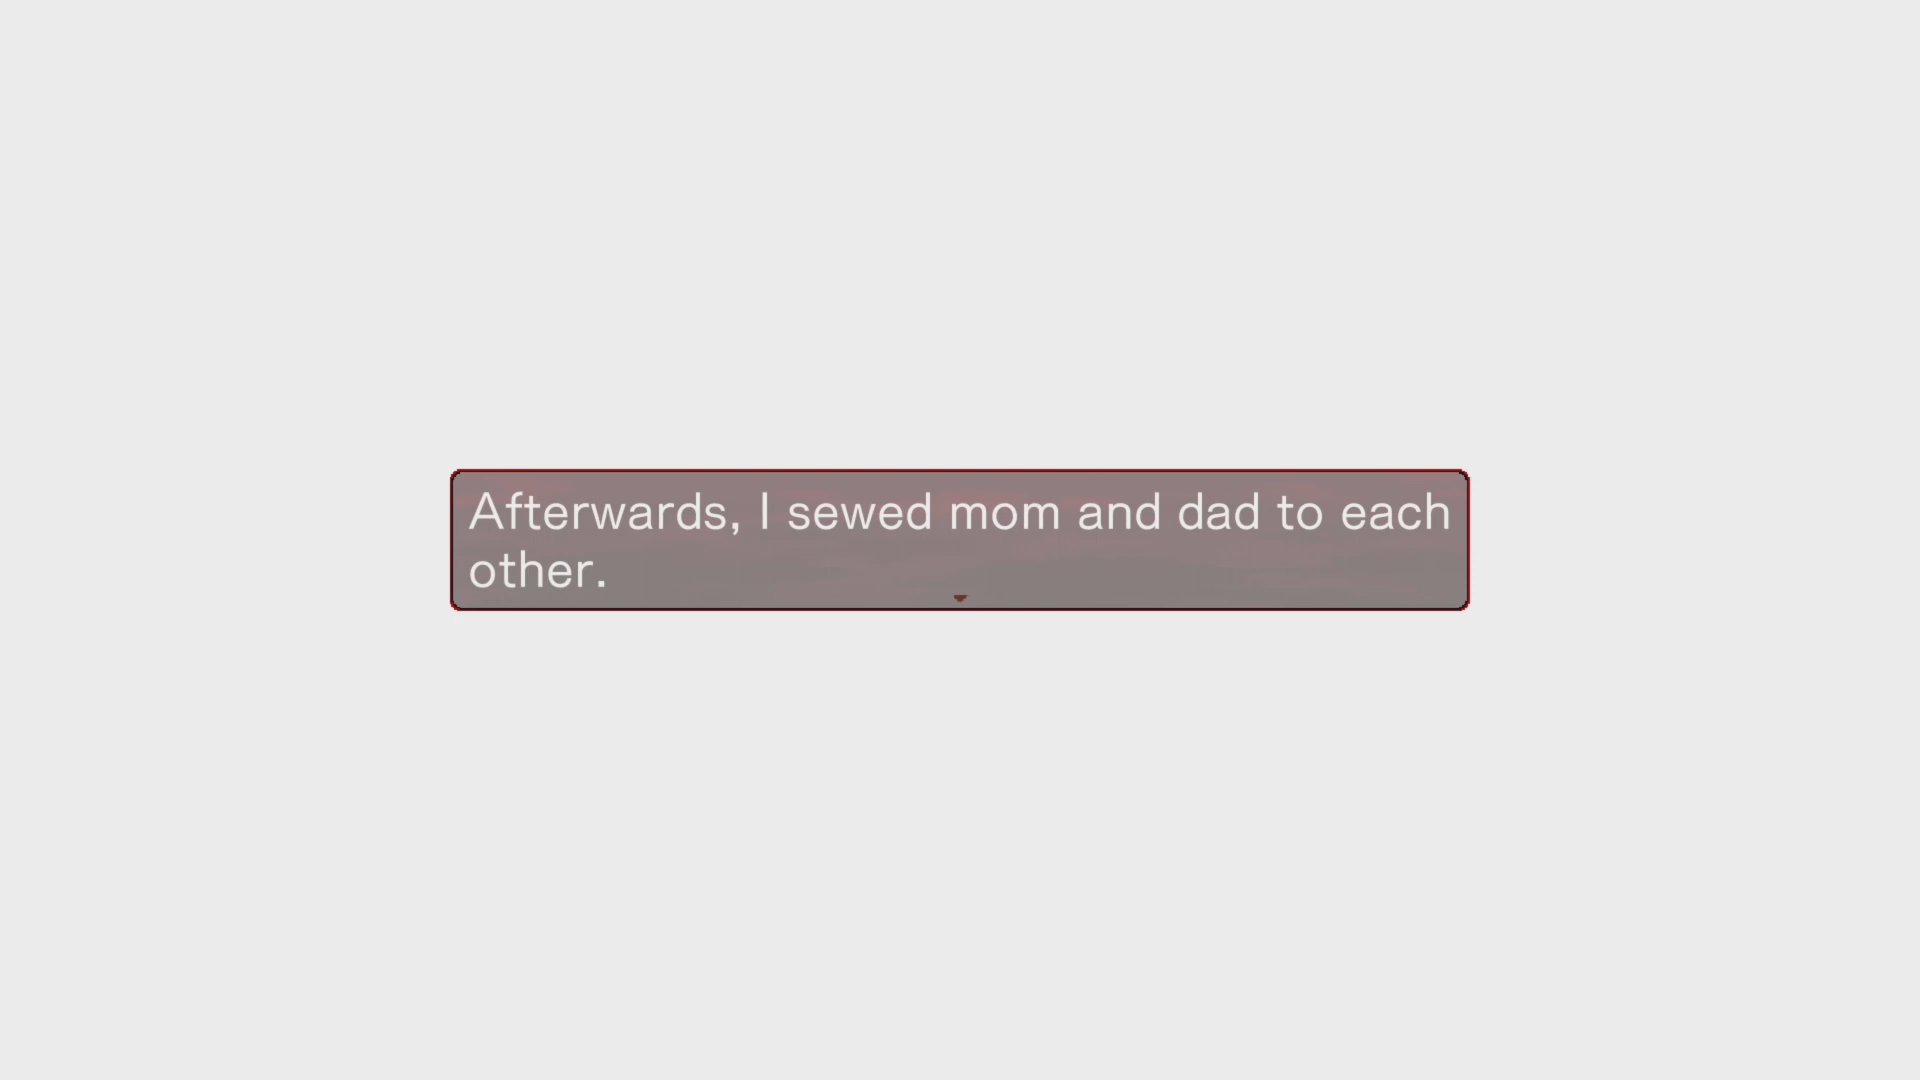 Afterwards, I sewed mom and dad to each
other.